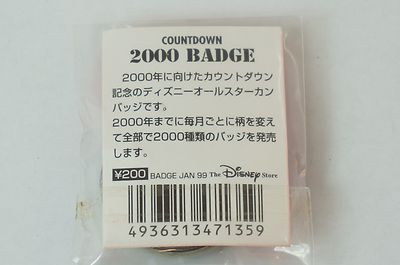 COUNTDOWN
2000 BADGE
2000年に向けたカウントダウン
記念のディズニーオールスターカン
バッジです。
2000年までに毎月ごとに柄を変え
て全部で2000種類のバッジを発売
します。
¥200 BADGE JAN 99 The Disney Store
4936313471359